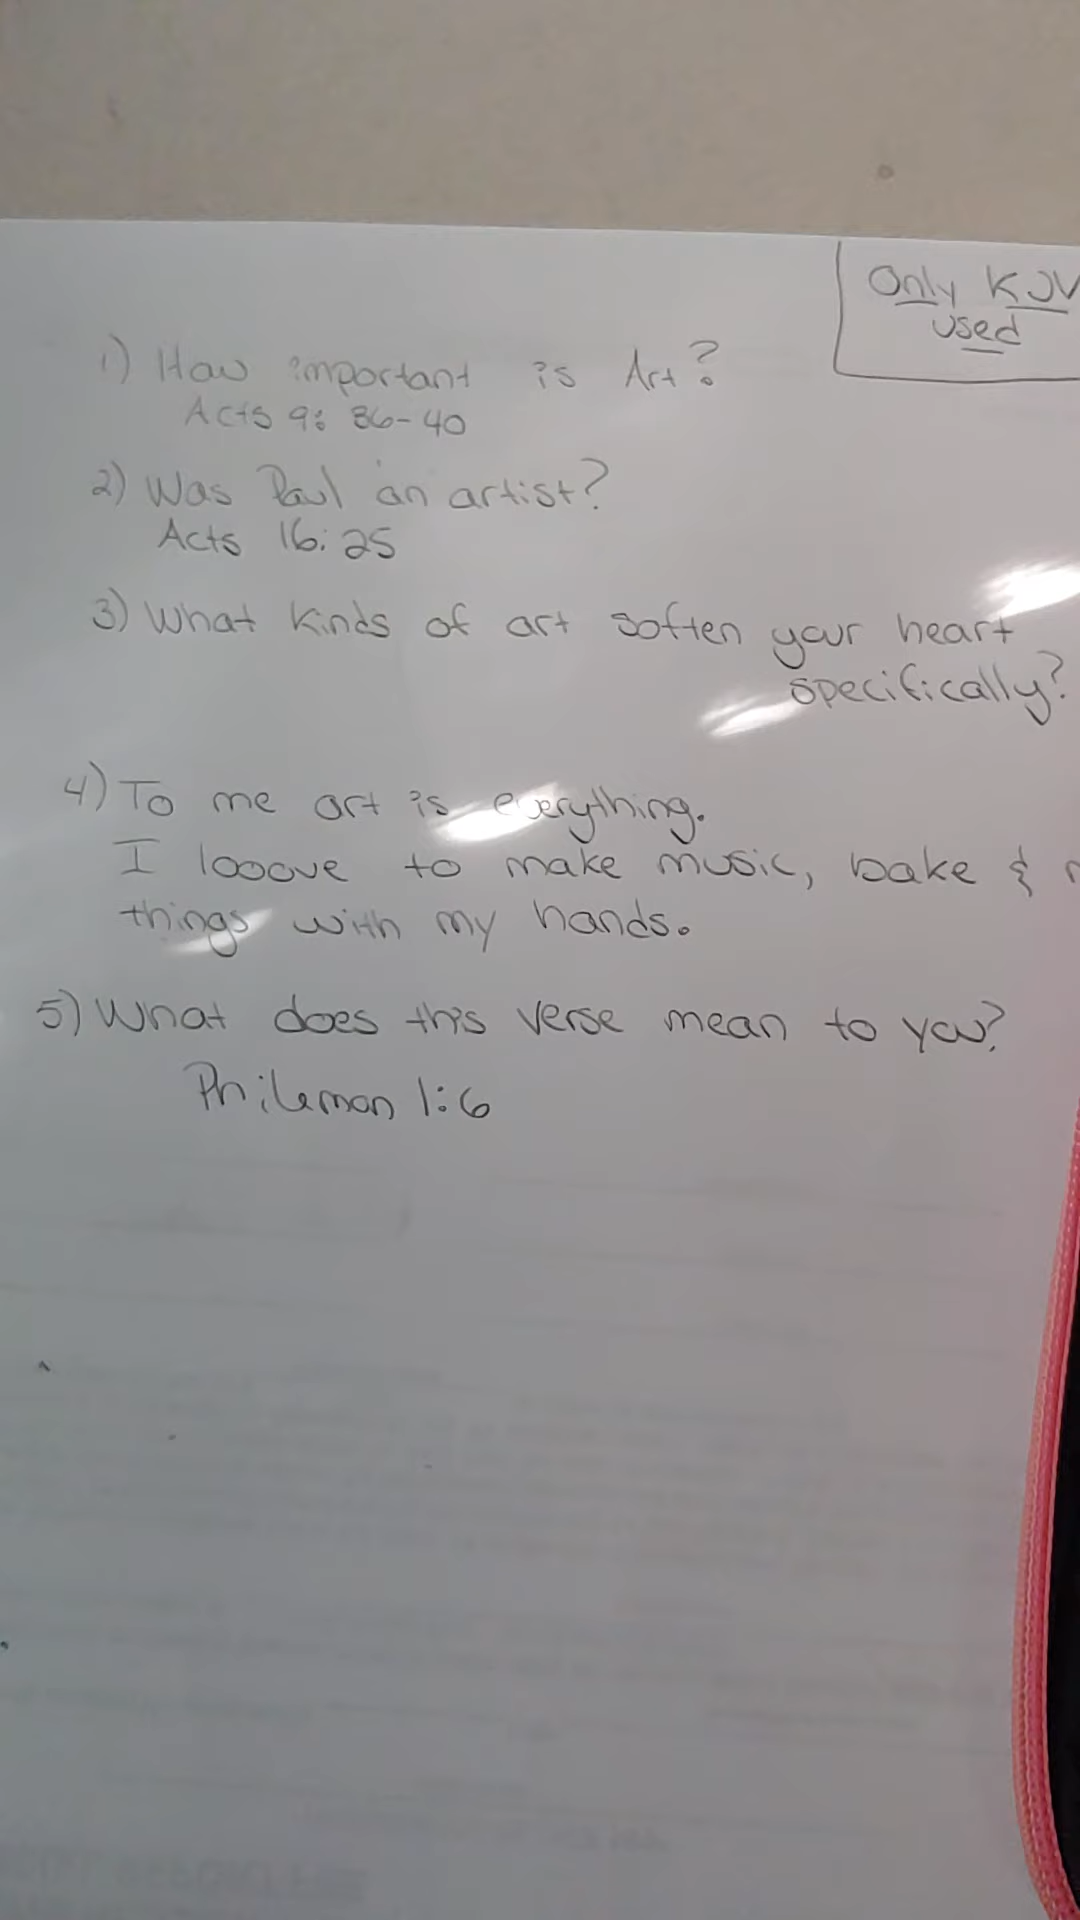 Only KJV
used
1) How important is Art?
Acts 9: 36-40
2) Was Paul an artist?
Acts 16:25
3) What kinds of art soften your heart
specifically?
4) To me art is everything.
I looove to make music, bake &
things with my hands.
5) What does this verse mean to you?
Philemon 1:6